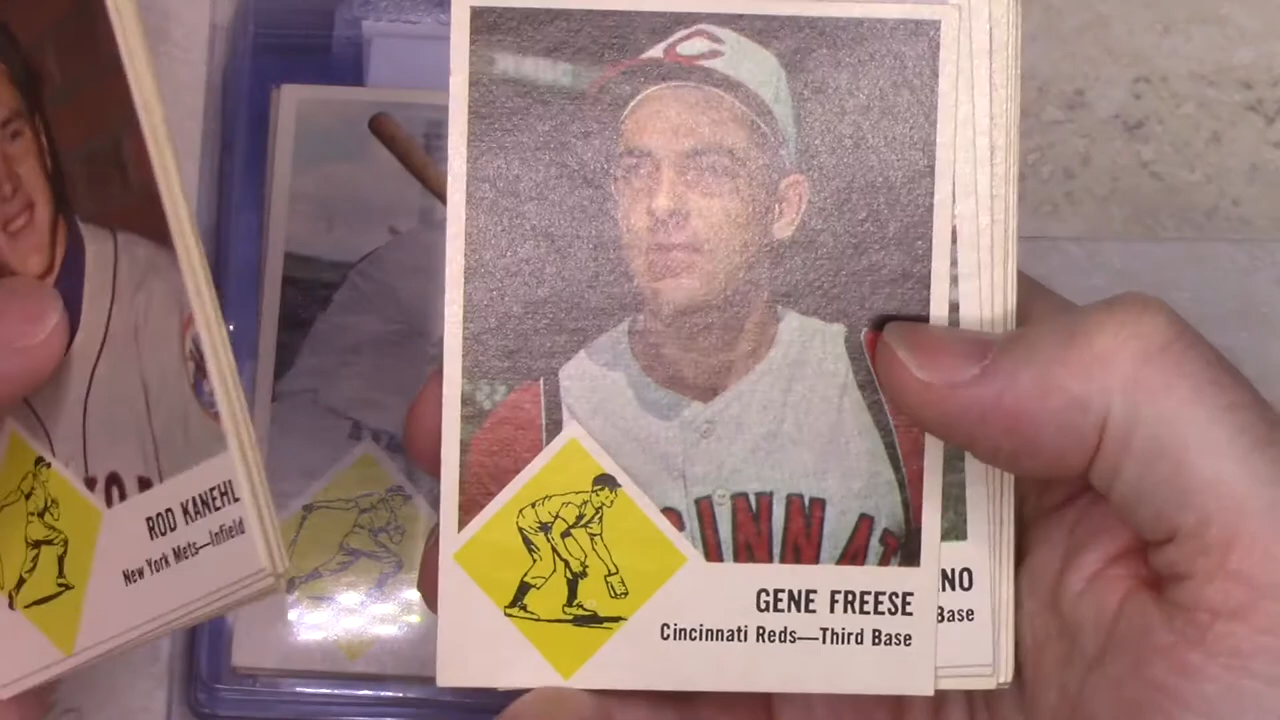 C
CINNAT
GENE FREESE
Cincinnati Reds—Third Base
ROD KANEHL
New York Mets—Infield
NO
Base